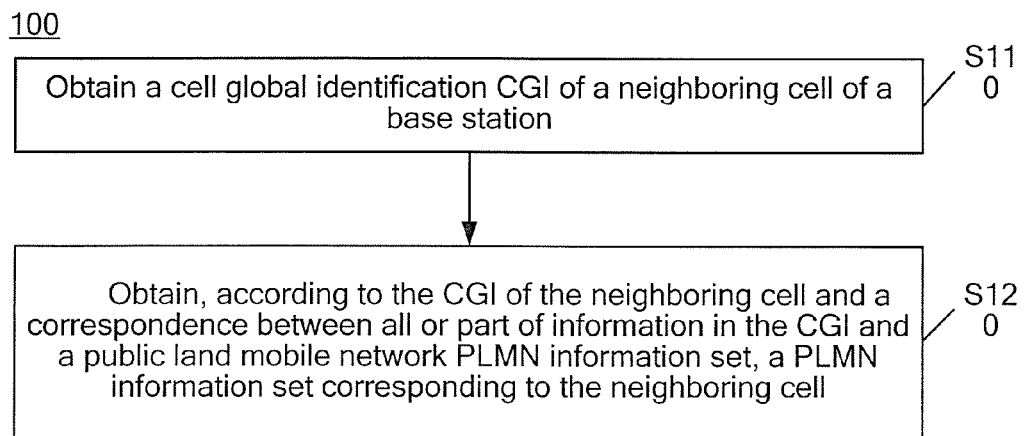 100
Obtain a cell global identification CGI of a neighboring cell of a
base station
S11
0
Obtain, according to the CGI of the neighboring cell and a
correspondence between all or part of information in the CGI and
a public land mobile network PLMN information set, a PLMN
information set corresponding to the neighboring cell
S12
0